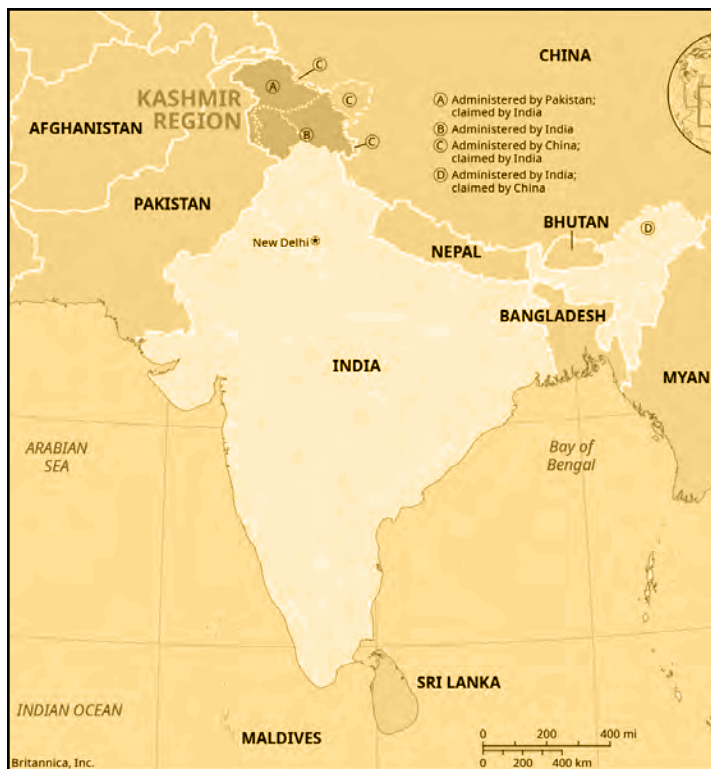 CHINA
C
A
C
KASHMIR
REGION
AFGHANISTAN
B
C
A Administered by Pakistan;
claimed by India
B Administered by India
C Administered by China;
claimed by India
D Administered by India;
claimed by China
PAKISTAN
BHUTAN
D
New Delhi
NEPAL
BANGLADESH
INDIA
MYAN
ARABIAN
SEA
Bay of
Bengal
SRI LANKA
INDIAN OCEAN
MALDIVES
0 200 400 mi
0 200 400 km
Britannica, Inc.